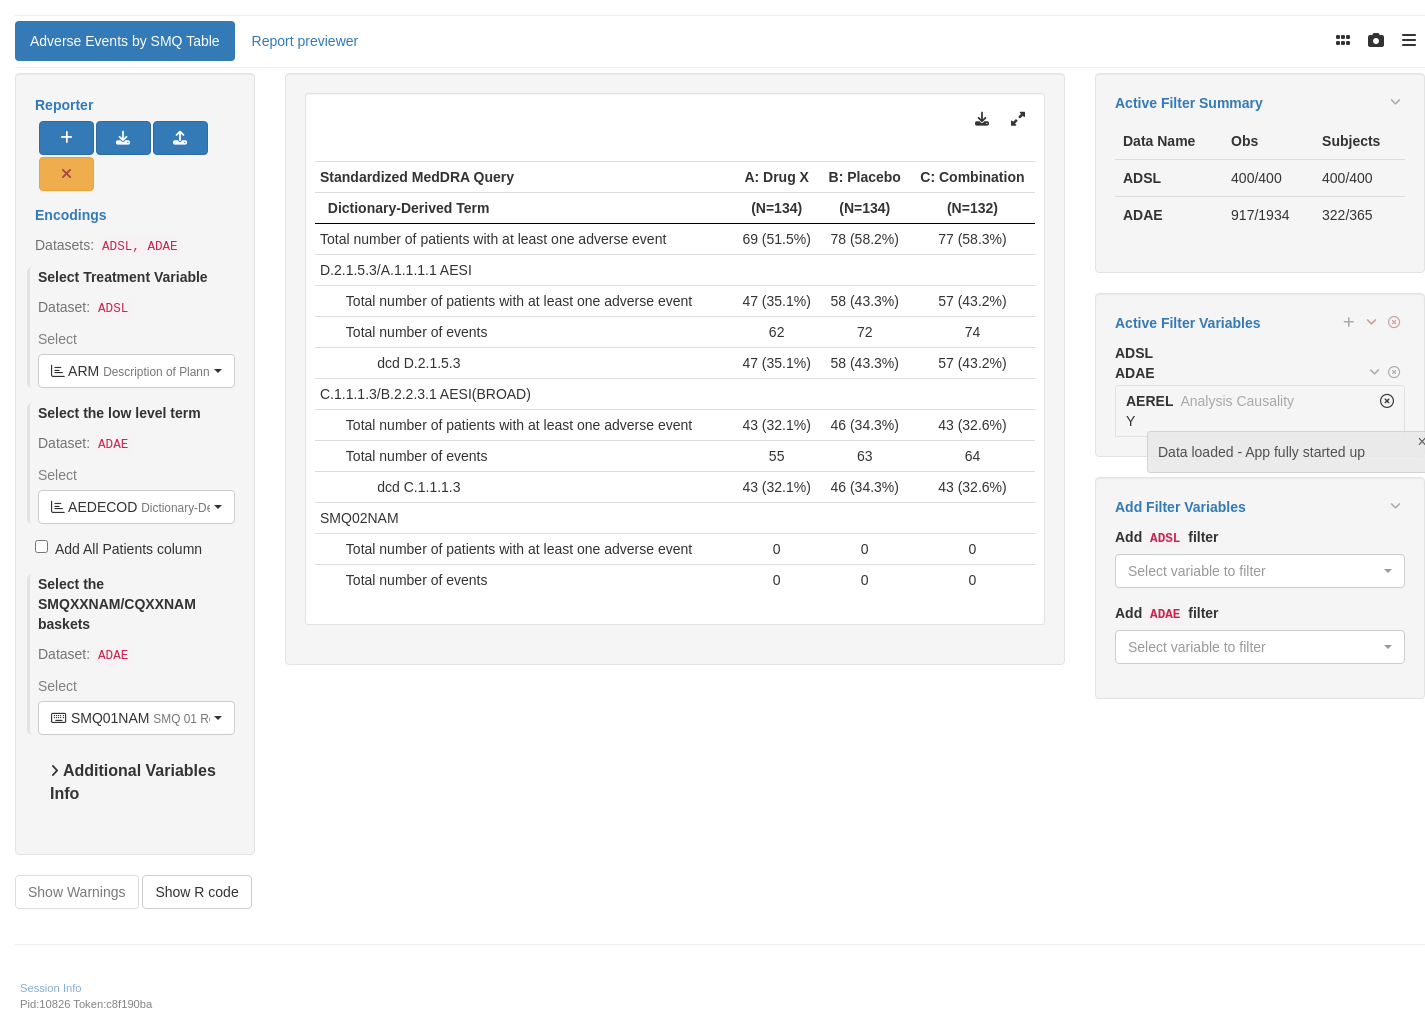 Adverse Events by SMQ Table
Report previewer
Reporter
Encodings
Datasets: ADSL, ADAE
Select Treatment Variable
Dataset: ADSL
Select
ARM Description of Plann
Select the low level term
Dataset: ADAE
Select
AEDECOD Dictionary-De
Add All Patients column
Select the
SMQXXNAM/CQXXNAM
baskets
Dataset: ADAE
Select
SMQ01NAM SMQ 01 Re
Additional Variables
Info
Show Warnings
Show R code
Standardized MedDRA Query A: Drug X B: Placebo C: Combination
Dictionary-Derived Term (N=134) (N=134) (N=132)
Total number of patients with at least one adverse event 69 (51.5%) 78 (58.2%) 77 (58.3%)
D.2.1.5.3/A.1.1.1.1 AESI
Total number of patients with at least one adverse event 47 (35.1%) 58 (43.3%) 57 (43.2%)
Total number of events 62 72 74
dcd D.2.1.5.3 47 (35.1%) 58 (43.3%) 57 (43.2%)
C.1.1.1.3/B.2.2.3.1 AESI(BROAD)
Total number of patients with at least one adverse event 43 (32.1%) 46 (34.3%) 43 (32.6%)
Total number of events 55 63 64
dcd C.1.1.1.3 43 (32.1%) 46 (34.3%) 43 (32.6%)
SMQ02NAM
Total number of patients with at least one adverse event 0 0 0
Total number of events 0 0 0
Active Filter Summary
Data Name Obs Subjects
ADSL 400/400 400/400
ADAE 917/1934 322/365
Active Filter Variables
ADSL
ADAE
AEREL Analysis Causality
Y
Data loaded - App fully started up
Add Filter Variables
Add ADSL filter
Select variable to filter
Add ADAE filter
Select variable to filter
Session Info
Pid:10826 Token:c8f190ba